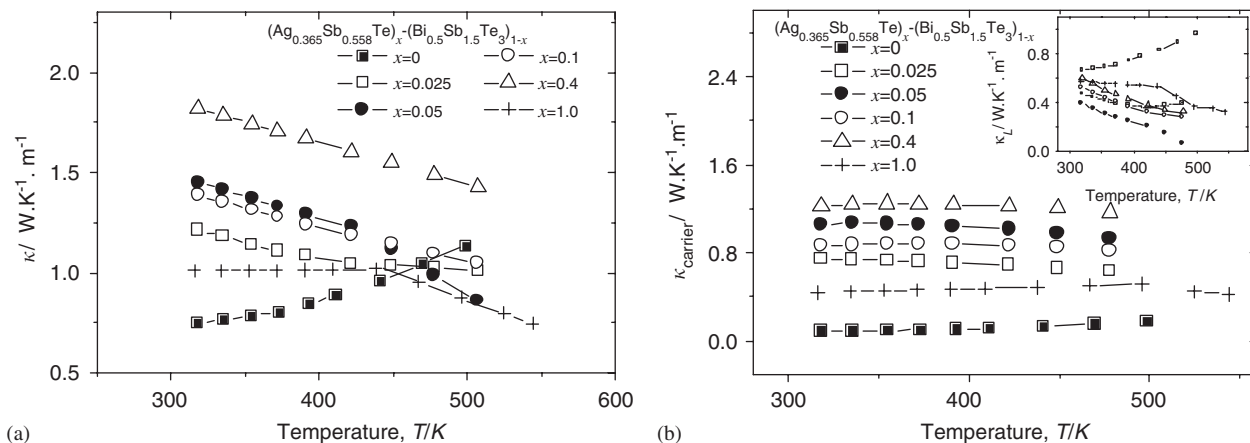 (Ag0.365Sb0.558Te)x-(Bi0.5Sb1.5Te3)1-x
x=0
x=0.1
x=0.025
x=0.4
x=0.05
x=1.0
2.0
1.5
1.0
0.5
κ/ W.K-1. m-1
300
400
500
600
Temperature, T/K
(a)
(Ag0.365Sb0.558Te)x-(Bi0.5Sb1.5Te3)1-x
x=0
x=0.025
x=0.05
x=0.1
x=0.4
x=1.0
2.4
1.6
0.8
0.0
κcarrier/ W.K-1.m-1
300
400
500
Temperature, T/K
(b)
0.8
0.4
0.0
κL/ W.K-1. m-1
300
400
500
Temperature, T/K